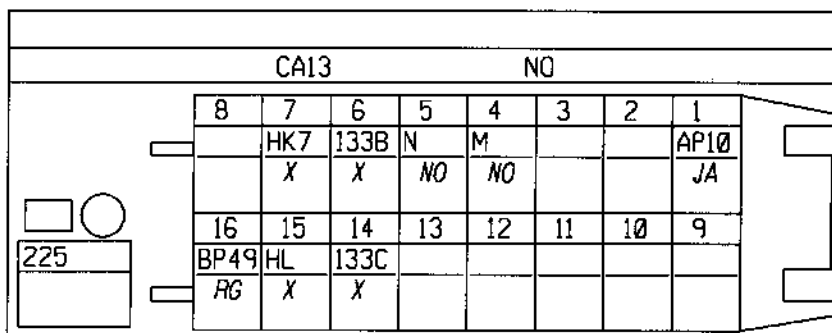 CA13 NO
8 7 6 5 4 3 2 1
HK7 133B N M AP10
X X NO NO JA
16 15 14 13 12 11 10 9
225
BP49 HL 133C
RG X X